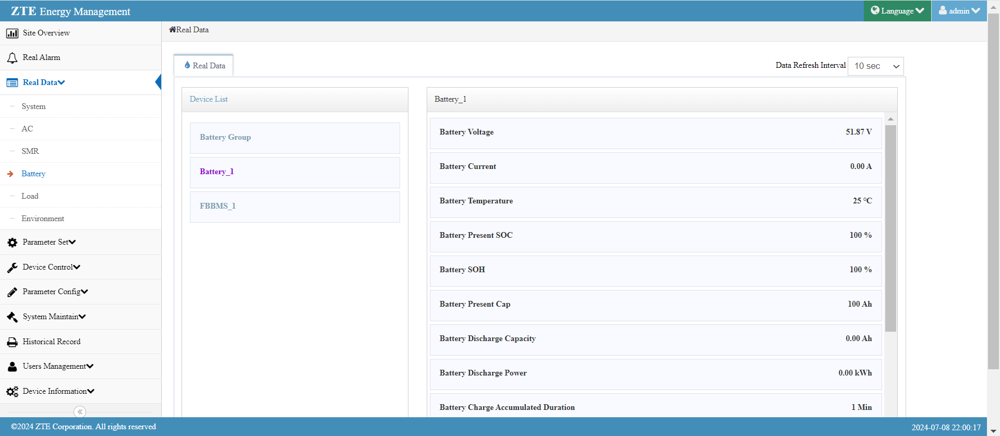 ZTE Energy Management
Language
admin
Site Overview
Real Alarm
Real Data
System
AC
SMR
Battery
Load
Environment
Parameter Set
Device Control
Parameter Config
System Maintain
Historical Record
Users Management
Device Information
Real Data
Real Data
Data Refresh Interval 10 sec
Device List
Battery Group
Battery_1
FBBMS_1
Battery_1
Battery Voltage 51.87 V
Battery Current 0.00 A
Battery Temperature 25 °C
Battery Present SOC 100 %
Battery SOH 100 %
Battery Present Cap 100 Ah
Battery Discharge Capacity 0.00 Ah
Battery Discharge Power 0.00 kWh
Battery Charge Accumulated Duration 1 Min
©2024 ZTE Corporation. All rights reserved
2024-07-08 22:00:17